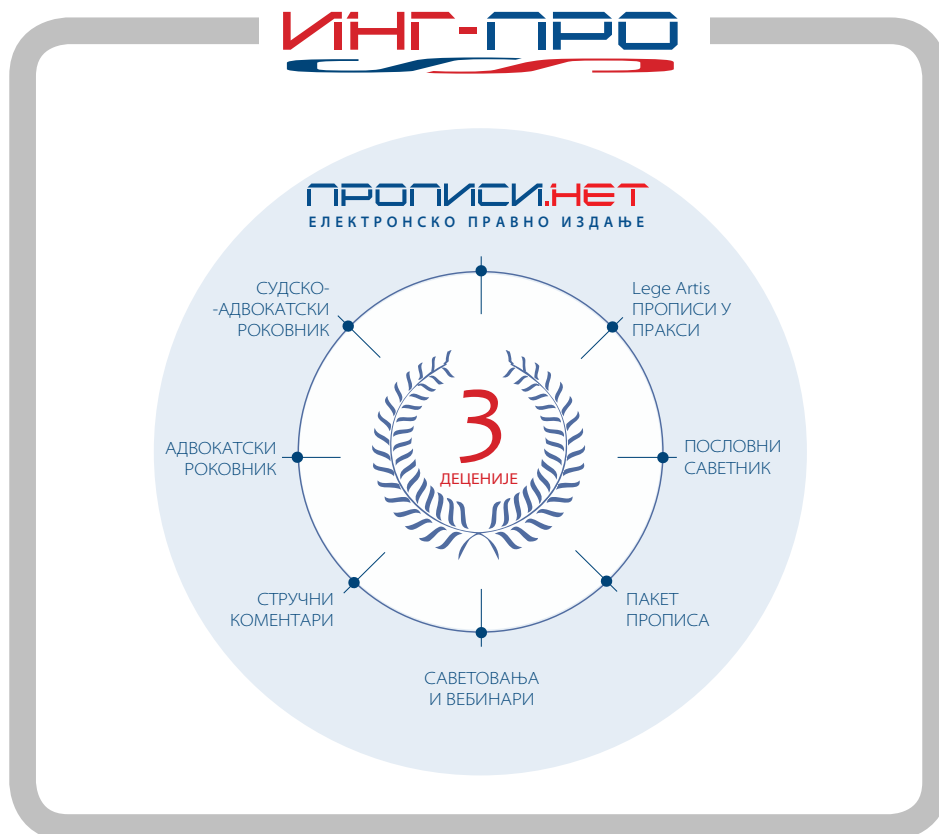 ИНГ-ПРО
ПРОПИСИ.НЕТ
ЕЛЕКТРОНСКО ПРАВНО ИЗДАЊЕ
СУДСКО-
-АДВОКАТСКИ
РОКОВНИК
Lege Artis
ПРОПИСИ У
ПРАКСИ
АДВОКАТСКИ
РОКОВНИК
3
ДЕЦЕНИЈЕ
ПОСЛОВНИ
САВЕТНИК
СТРУЧНИ
КОМЕНТАРИ
ПАКЕТ
ПРОПИСА
САВЕТОВАЊА
И ВЕБИНАРИ